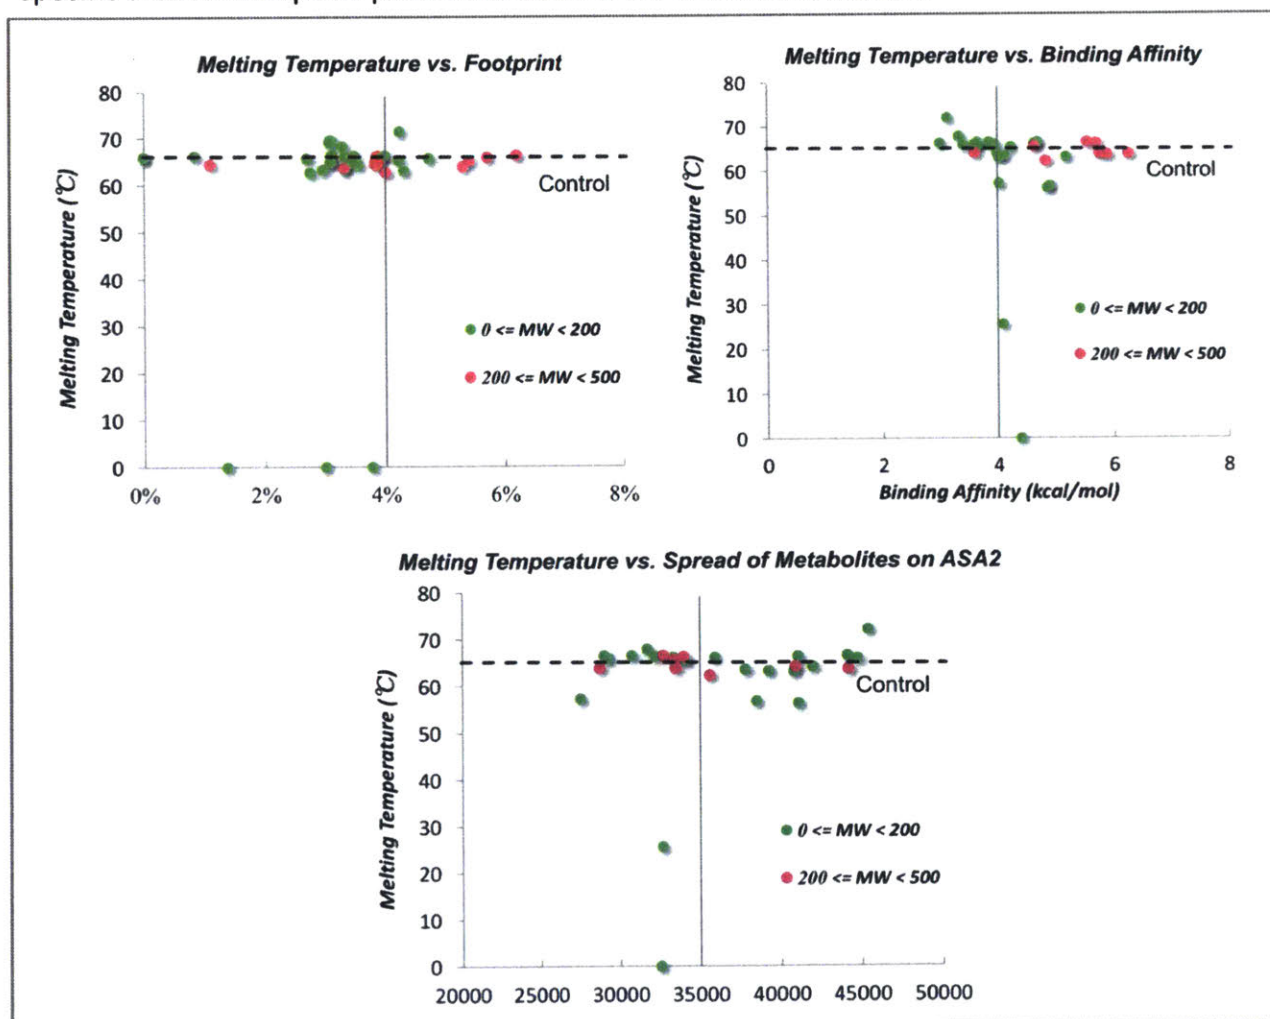 Melting Temperature vs. Footprint
80
70
60
50
40
30
20
10
0
Melting Temperature (℃)
Control
0 <= MW < 200
200 <= MW < 500
0%
2%
4%
6%
8%
Melting Temperature vs. Binding Affinity
80
70
60
50
40
30
20
10
0
Melting Temperature (℃)
Control
0 <= MW < 200
200 <= MW < 500
0
2
4
6
8
Binding Affinity (kcal/mol)
Melting Temperature vs. Spread of Metabolites on ASA2
80
70
60
50
40
30
20
10
0
Melting Temperature (℃)
Control
0 <= MW < 200
200 <= MW < 500
20000
25000
30000
35000
40000
45000
50000